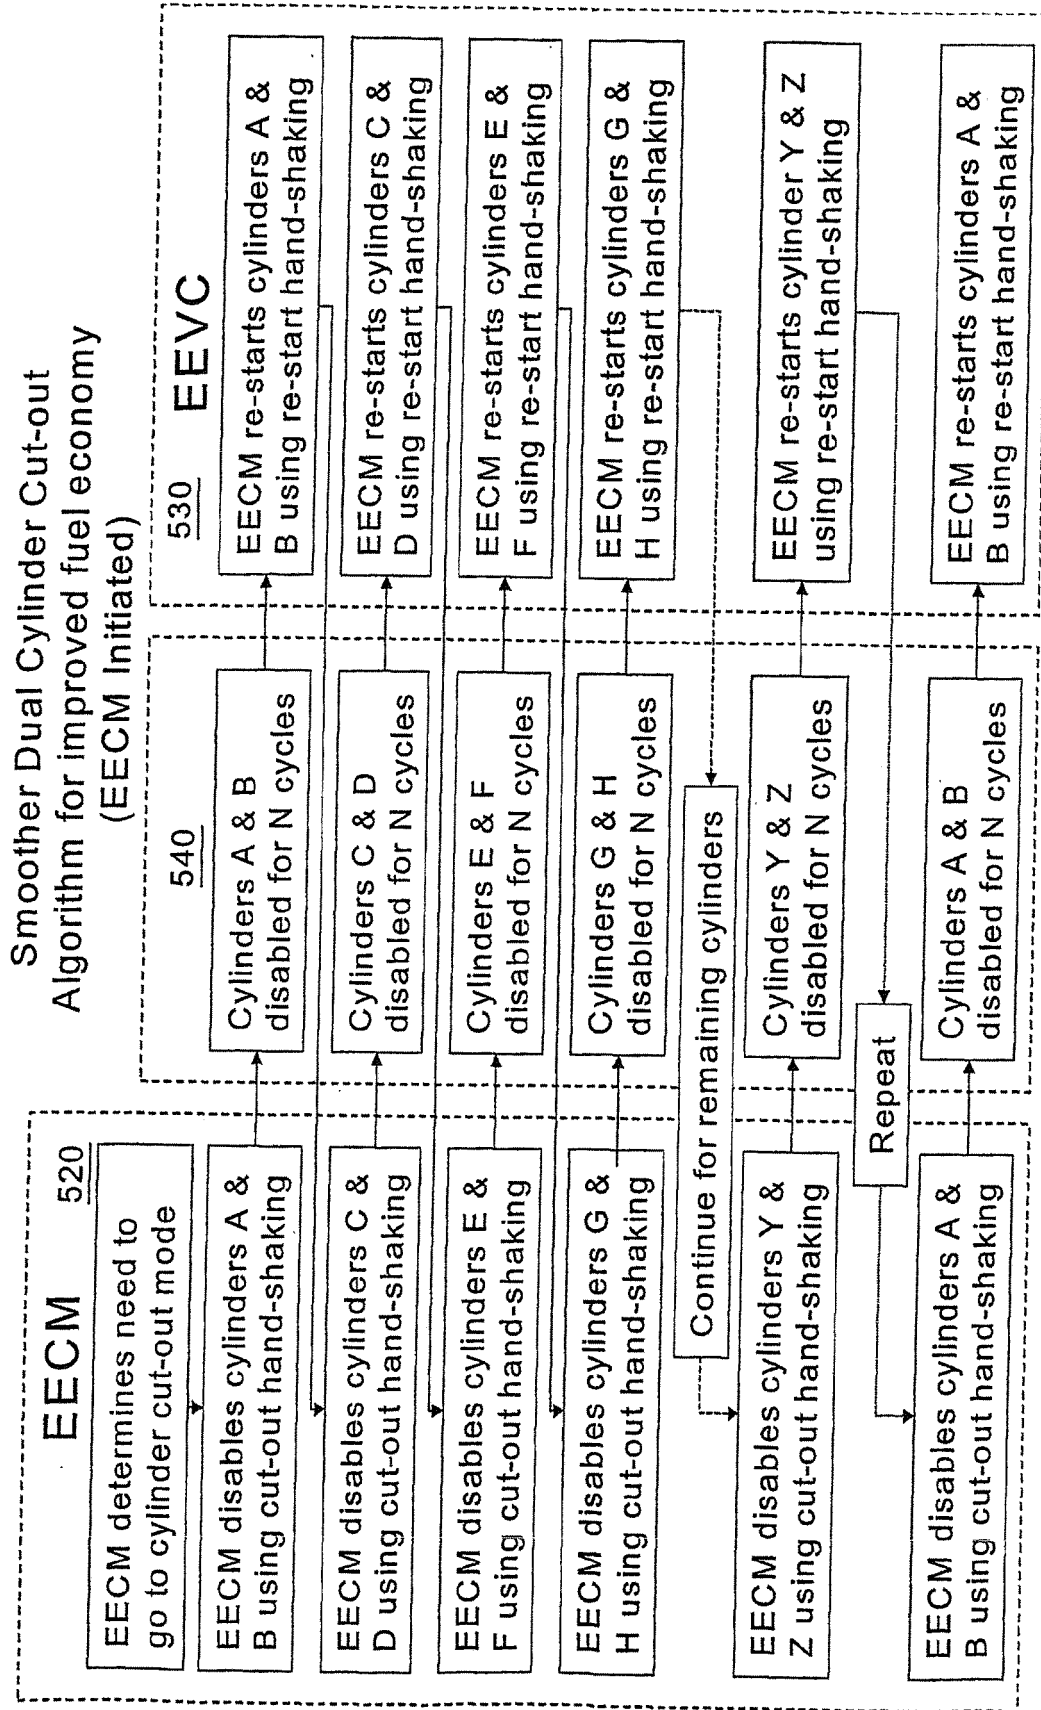 Smoother Dual Cylinder Cut-out
Algorithm for improved fuel economy
(EECM Initiated)
EECM
520
540
530
EEVC
EECM determines need to
go to cylinder cut-out mode
EECM disables cylinders A &
B using cut-out hand-shaking
Cylinders A & B
disabled for N cycles
EECM re-starts cylinders A &
B using re-start hand-shaking
EECM disables cylinders C &
D using cut-out hand-shaking
Cylinders C & D
disabled for N cycles
EECM re-starts cylinders C &
D using re-start hand-shaking
EECM disables cylinders E &
F using cut-out hand-shaking
Cylinders E & F
disabled for N cycles
EECM re-starts cylinders E &
F using re-start hand-shaking
EECM disables cylinders G &
H using cut-out hand-shaking
Cylinders G & H
disabled for N cycles
EECM re-starts cylinders G &
H using re-start hand-shaking
Continue for remaining cylinders
EECM disables cylinders Y &
Z using cut-out hand-shaking
Cylinders Y & Z
disabled for N cycles
EECM re-starts cylinder Y & Z
using re-start hand-shaking
Repeat
EECM disables cylinders A &
B using cut-out hand-shaking
Cylinders A & B
disabled for N cycles
EECM re-starts cylinders A &
B using re-start hand-shaking